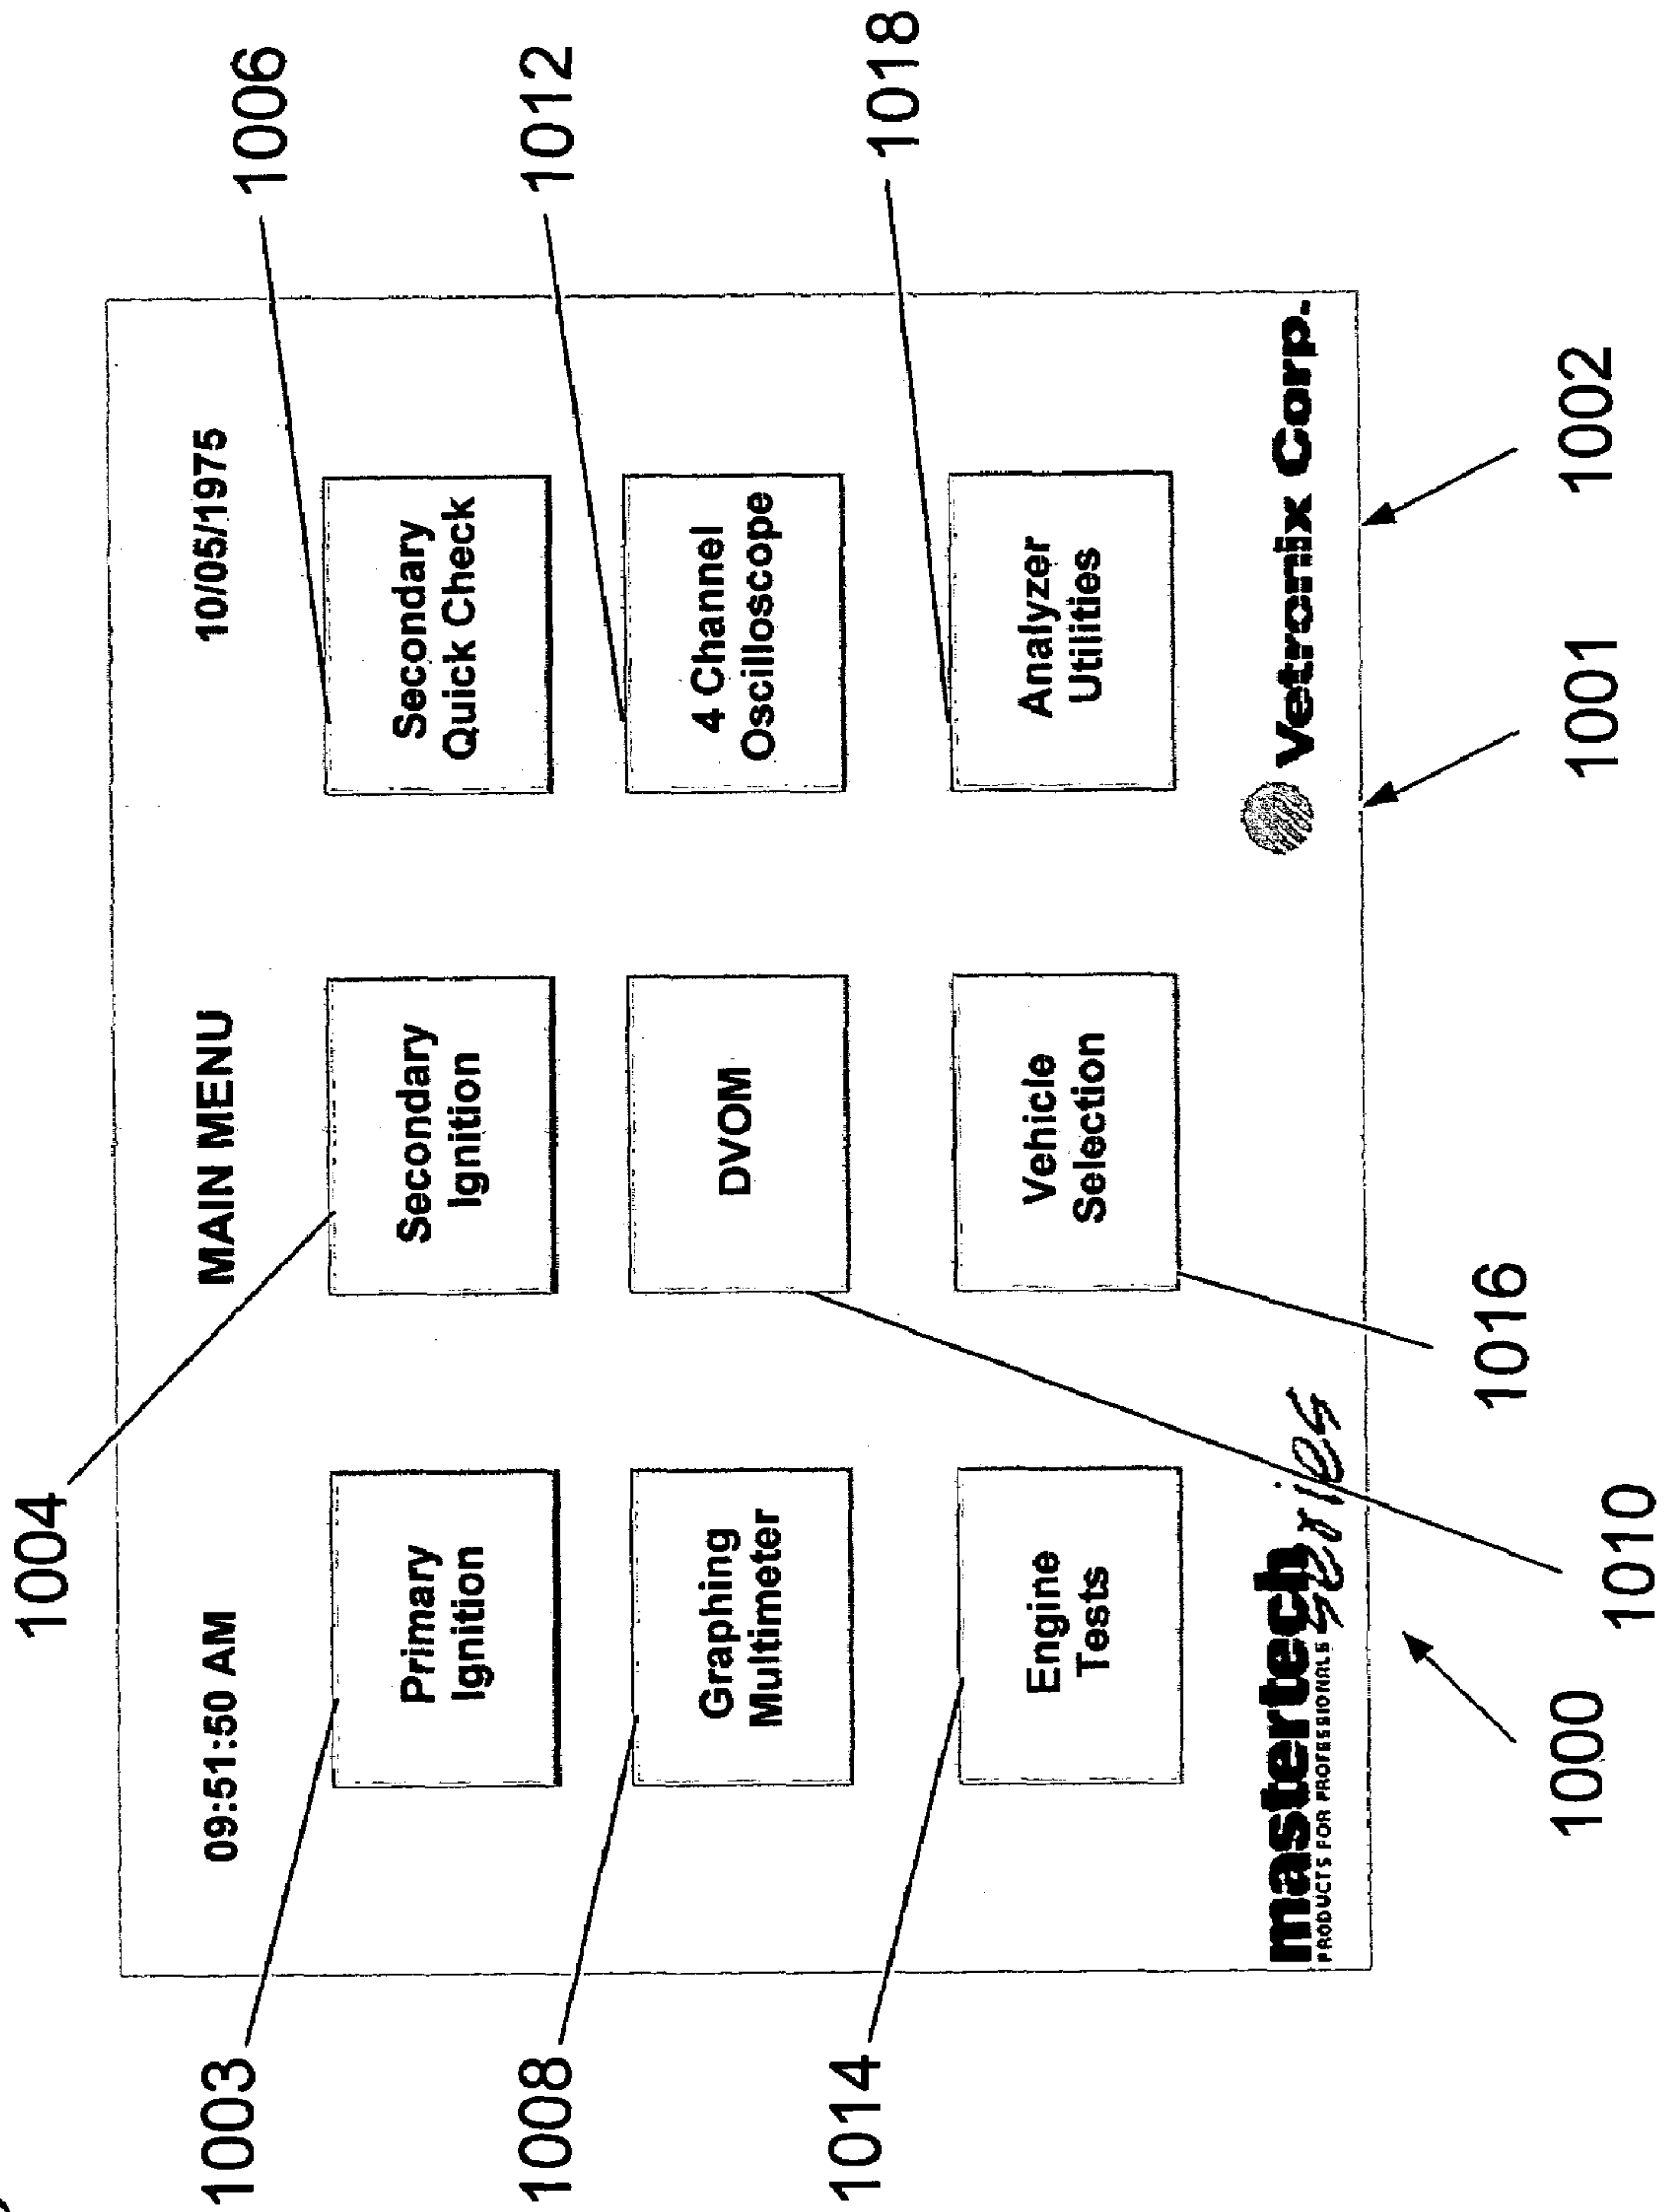 1004
1006
1012
1018
1003
1008
1014
09:51:50 AM
MAIN MENU
10/05/1975
Primary
Ignition
Secondary
Ignition
Secondary
Quick Check
Graphing
Multimeter
DVOM
4 Channel
Oscilloscope
Engine
Tests
Vehicle
Selection
Analyzer
Utilities
mastertech series
PRODUCTS FOR PROFESSIONALS
Vetronix Corp.
1000
1010
1016
1001
1002